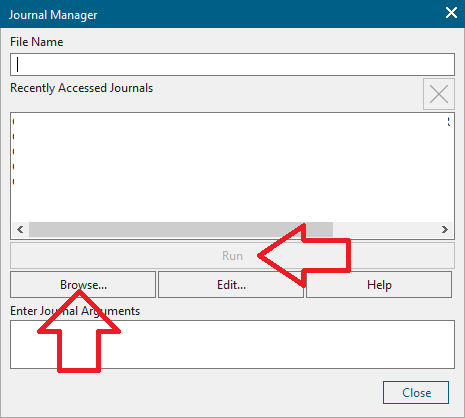 Journal Manager
File Name
Recently Accessed Journals
Run
Browse...
Edit...
Help
Enter Journal Arguments
Close